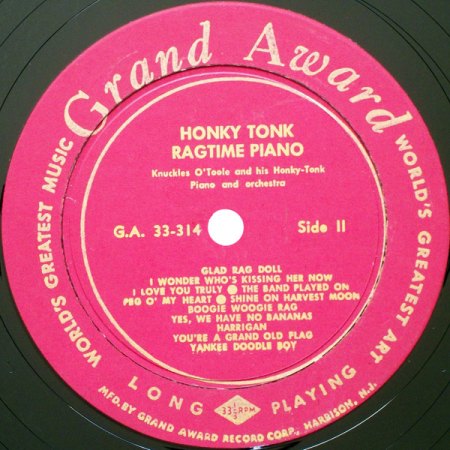 Grand Award
WORLD'S GREATEST MUSIC
WORLD'S GREATEST ART
HONKY TONK
RAGTIME PIANO
Knuckles O'Toole and his Honky-Tonk
Piano and orchestra
G.A. 33-314
Side II
GLAD RAG DOLL
I WONDER WHO'S KISSING HER NOW
I LOVE YOU TRULY ● THE BAND PLAYED ON
PEG O' MY HEART ● SHINE ON HARVEST MOON
BOOGIE WOOGIE RAG
YES, WE HAVE NO BANANAS
HARRIGAN
YOU'RE A GRAND OLD FLAG
YANKEE DOODLE BOY
LONG PLAYING
33 1/3 RPM
MFD. BY GRAND AWARD RECORD CORP., HARRISON, N.J.